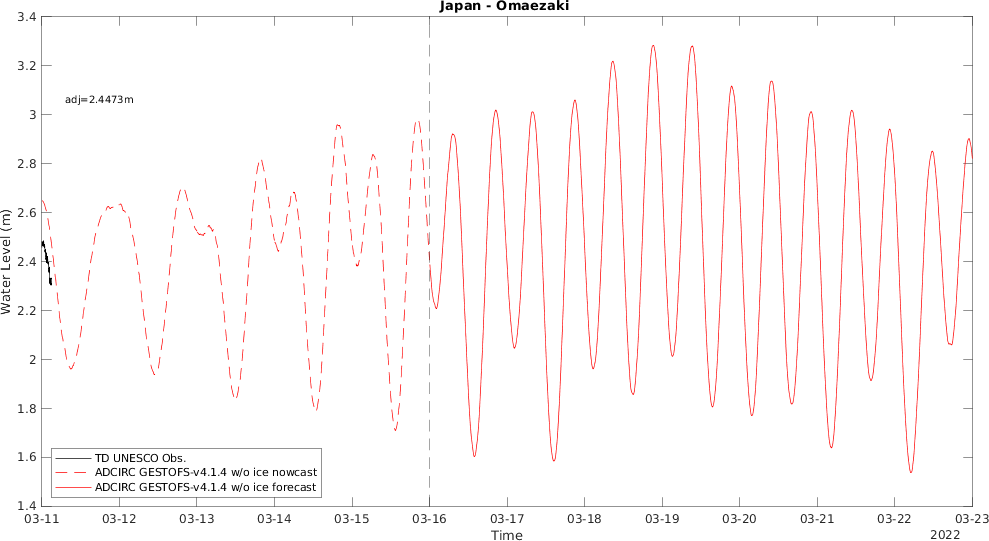 Japan - Omaezaki
3.4
3.2
3
2.8
2.6
2.4
2.2
2
1.8
1.6
1.4
Water Level (m)
adj=2.4473m
TD UNESCO Obs.
ADCIRC GESTOFS-v4.1.4 w/o ice nowcast
ADCIRC GESTOFS-v4.1.4 w/o ice forecast
03-11 03-12 03-13 03-14 03-15 03-16 03-17 03-18 03-19 03-20 03-21 03-22 03-23
Time
2022